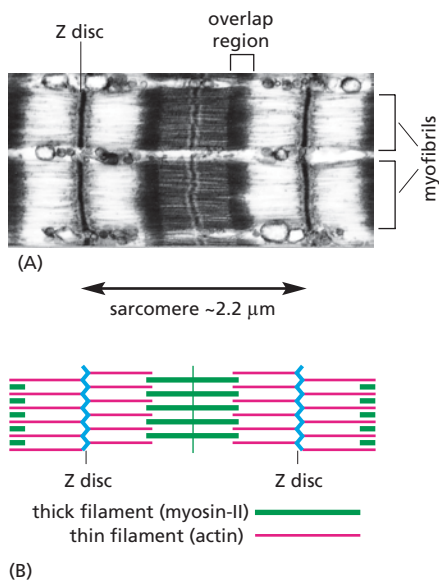 Z disc
overlap
region
myofibrils
(A)
sarcomere ~2.2 μm
Z disc
Z disc
thick filament (myosin-II)
thin filament (actin)
(B)